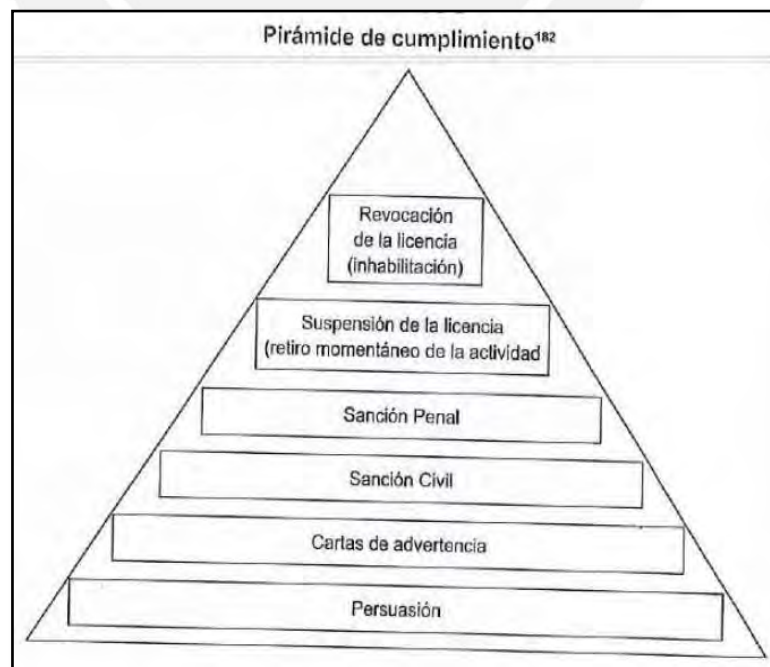 Pirámide de cumplimiento¹⁸²
Revocación
de la licencia
(inhabilitación)
Suspensión de la licencia
(retiro momentáneo de la actividad
Sanción Penal
Sanción Civil
Cartas de advertencia
Persuasión